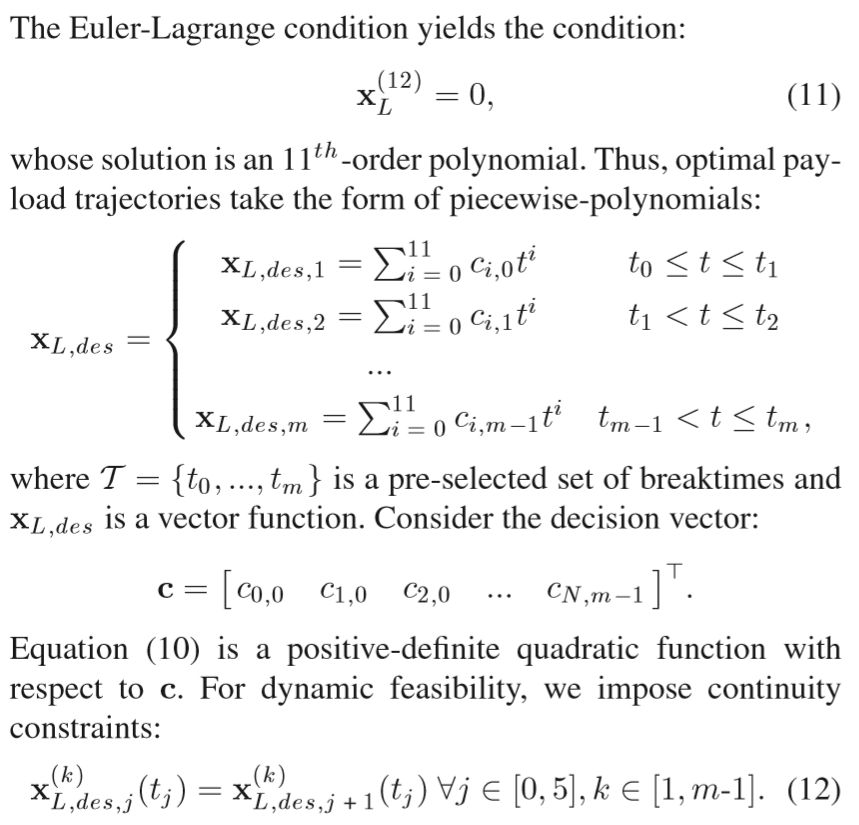 The Euler-Lagrange condition yields the condition:
$\mathbf{x}_L^{(12)} = 0,$ (11)
whose solution is an $11^{th}$-order polynomial. Thus, optimal pay-
load trajectories take the form of piecewise-polynomials:
$\mathbf{x}_{L,des} = \begin{cases} \mathbf{x}_{L,des,1} = \sum_{i=0}^{11} c_{i,0}t^i & t_0 \leq t \leq t_1 \\ \mathbf{x}_{L,des,2} = \sum_{i=0}^{11} c_{i,1}t^i & t_1 < t \leq t_2 \\ ... \\ \mathbf{x}_{L,des,m} = \sum_{i=0}^{11} c_{i,m-1}t^i & t_{m-1} < t \leq t_m, \end{cases}$
where $\mathcal{T} = \{t_0, ..., t_m\}$ is a pre-selected set of breaktimes and
$\mathbf{x}_{L,des}$ is a vector function. Consider the decision vector:
$\mathbf{c} = \begin{bmatrix} c_{0,0} & c_{1,0} & c_{2,0} & ... & c_{N,m-1} \end{bmatrix}^\top.$
Equation (10) is a positive-definite quadratic function with
respect to $\mathbf{c}$. For dynamic feasibility, we impose continuity
constraints:
$\mathbf{x}_{L,des,j}^{(k)}(t_j) = \mathbf{x}_{L,des,j+1}^{(k)}(t_j) \; \forall j \in [0, 5], k \in [1, m\text{-}1].$ (12)